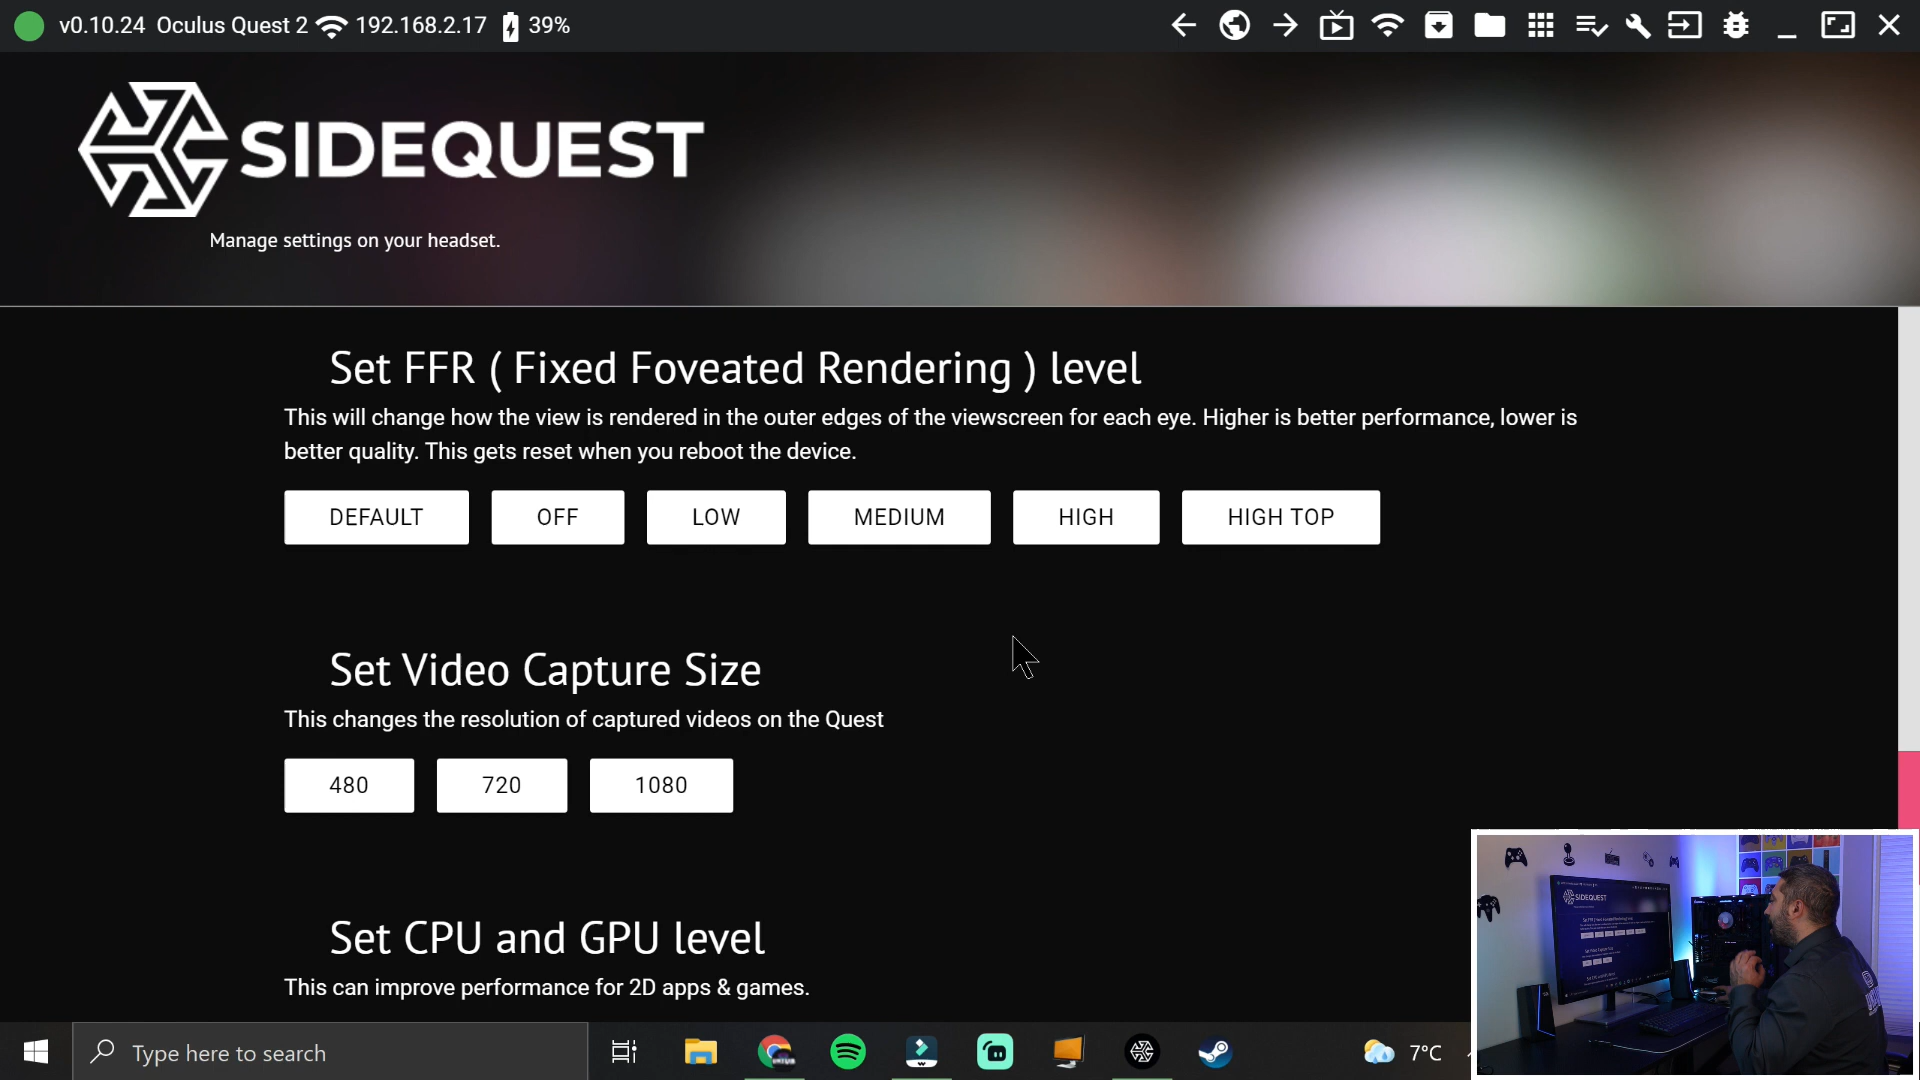 v0.10.24 Oculus Quest 2 192.168.2.17 39%
SIDEQUEST
Manage settings on your headset.
Set FFR ( Fixed Foveated Rendering ) level
This will change how the view is rendered in the outer edges of the viewscreen for each eye. Higher is better performance, lower is
better quality. This gets reset when you reboot the device.
DEFAULT OFF LOW MEDIUM HIGH HIGH TOP
Set Video Capture Size
This changes the resolution of captured videos on the Quest
480 720 1080
Set CPU and GPU level
This can improve performance for 2D apps & games.
Type here to search
7°C
SIDEQUEST